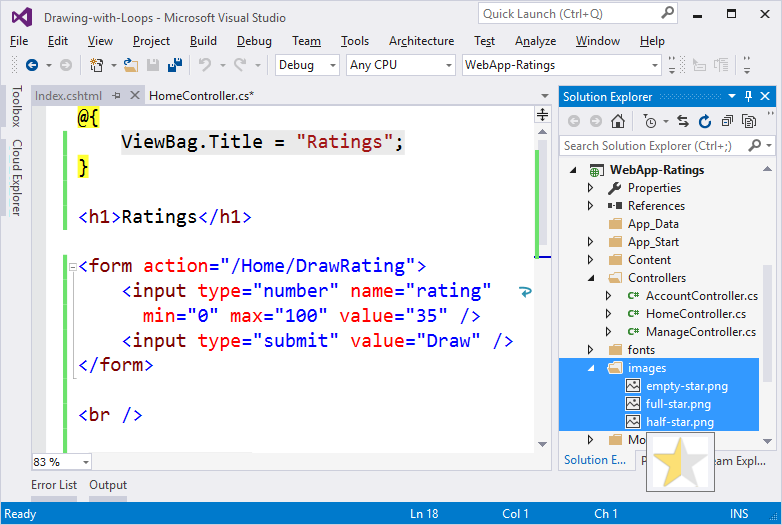 Drawing-with-Loops - Microsoft Visual Studio
Quick Launch (Ctrl+Q)
File Edit View Project Build Debug Team Tools Architecture Test Analyze Window Help
Debug Any CPU WebApp-Ratings
Toolbox
Cloud Explorer
Index.cshtml HomeController.cs*
@{
ViewBag.Title = "Ratings";
}
<h1>Ratings</h1>
<form action="/Home/DrawRating">
<input type="number" name="rating"
min="0" max="100" value="35" />
<input type="submit" value="Draw" />
</form>
<br />
83 %
Solution Explorer
Search Solution Explorer (Ctrl+;)
WebApp-Ratings
Properties
References
App_Data
App_Start
Content
Controllers
C# AccountController.cs
C# HomeController.cs
C# ManageController.cs
fonts
images
empty-star.png
full-star.png
half-star.png
Solution E...
Error List Output
Ready Ln 18 Col 1 Ch 1 INS